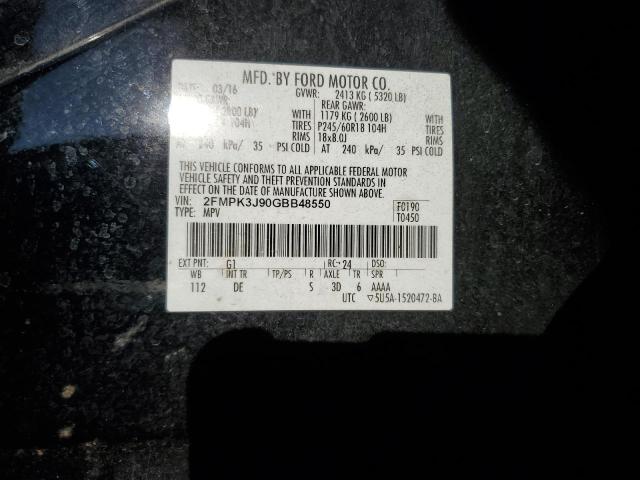 MFD. BY FORD MOTOR CO.
03/16 GVWR: 2413 KG ( 5320 LB)
GAWR: REAR GAWR:
LB) WITH 1179 KG ( 2600 LB) WITH
104H TIRES P245/60R18 104H TIRES
RIMS 18x8.0J RIMS
AT 240 kPa/ 35 PSI COLD AT 240 kPa/ 35 PSI COLD
THIS VEHICLE CONFORMS TO ALL APPLICABLE FEDERAL MOTOR
VEHICLE SAFETY AND THEFT PREVENTION STANDARDS IN
EFFECT ON THE DATE OF MANUFACTURE SHOWN ABOVE.
VIN: 2FMPK3J90GBB48550 F0190
TYPE: MPV T0450
EXT PNT: G1 RC: 24 DSO:
WB INT TR TP/PS R AXLE TR SPR
112 DE S 3D 6 AAAA
UTC ▽5U5A-1520472-BA